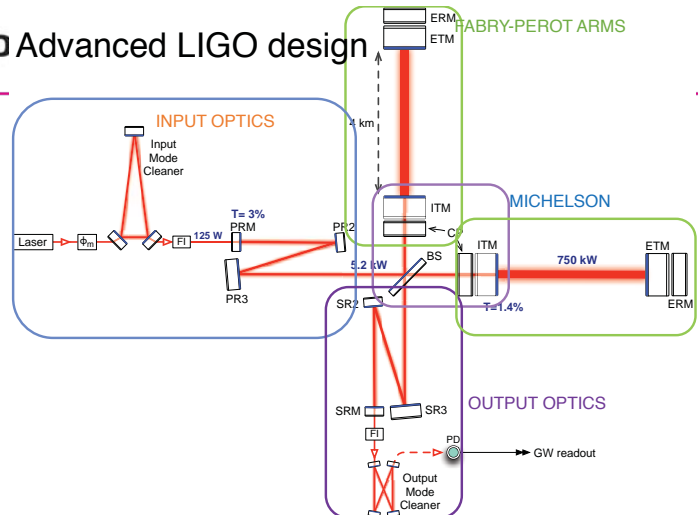 Advanced LIGO design
ERM
ETM
FABRY-PEROT ARMS
4 km
INPUT OPTICS
Input
Mode
Cleaner
ITM
MICHELSON
T= 3%
PRM
PR2
CP
Laser
ϕm
FI
125 W
BS
ITM
ETM
5.2 kW
750 kW
PR3
SR2
T=1.4%
ERM
SRM
SR3
OUTPUT OPTICS
FI
PD
GW readout
Output
Mode
Cleaner